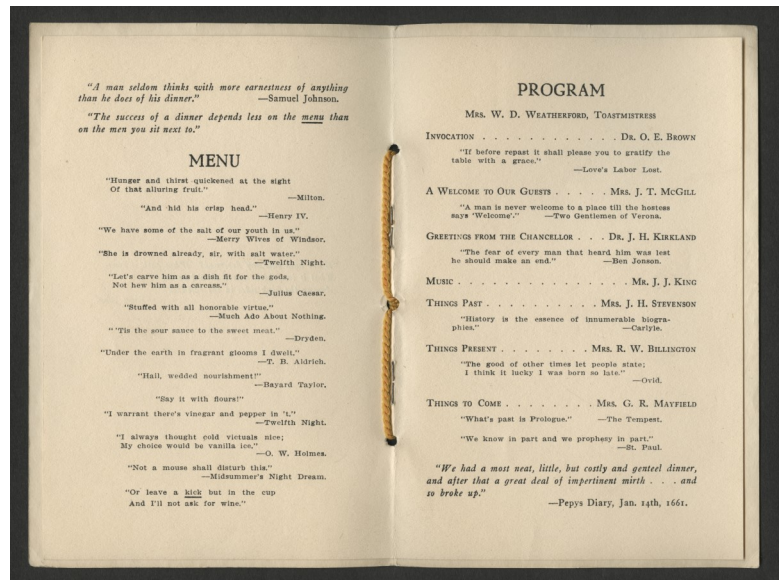 "A man seldom thinks with more earnestness of anything
than he does of his dinner." —Samuel Johnson.
"The success of a dinner depends less on the menu than
on the men you sit next to."
MENU
"Hunger and thirst quickened at the sight
Of that alluring fruit."
—Milton.
"And hid his crisp head."
—Henry IV.
"We have some of the salt of our youth in us."
—Merry Wives of Windsor.
"She is drowned already, sir, with salt water."
—Twelfth Night.
"Let's carve him as a dish fit for the gods,
Not hew him as a carcass."
—Julius Caesar.
"Stuffed with all honorable virtue."
—Much Ado About Nothing.
"'Tis the sour sauce to the sweet meat."
—Dryden.
"Under the earth in fragrant glooms I dwelt."
—T. B. Aldrich.
"Hail, wedded nourishment!"
—Bayard Taylor.
"Say it with flours!"
"I warrant there's vinegar and pepper in 't."
—Twelfth Night.
"I always thought cold victuals nice;
My choice would be vanilla ice."
—O. W. Holmes.
"Not a mouse shall disturb this."
—Midsummer's Night Dream.
"Or leave a kick but in the cup
And I'll not ask for wine."
PROGRAM
MRS. W. D. WEATHERFORD, TOASTMISTRESS
INVOCATION . . . . . . . . . . . . DR. O. E. BROWN
"If before repast it shall please you to gratify the
table with a grace."
—Love's Labor Lost.
A WELCOME TO OUR GUESTS . . . . . MRS. J. T. MCGILL
"A man is never welcome to a place till the hostess
says 'Welcome'." —Two Gentlemen of Verona.
GREETINGS FROM THE CHANCELLOR . . . DR. J. H. KIRKLAND
"The fear of every man that heard him was lest
he should make an end." —Ben Jonson.
MUSIC . . . . . . . . . . . . . . . MR. J. J. KING
THINGS PAST . . . . . . . . . . MRS. J. H. STEVENSON
"History is the essence of innumerable biogra-
phies." —Carlyle.
THINGS PRESENT . . . . . . . . MRS. R. W. BILLINGTON
"The good of other times let people state;
I think it lucky I was born so late."
—Ovid.
THINGS TO COME . . . . . . . . MRS. G. R. MAYFIELD
"What's past is Prologue." —The Tempest.
"We know in part and we prophesy in part."
—St. Paul.
"We had a most neat, little, but costly and genteel dinner,
and after that a great deal of impertinent mirth . . . and
so broke up."
—Pepys Diary, Jan. 14th, 1661.